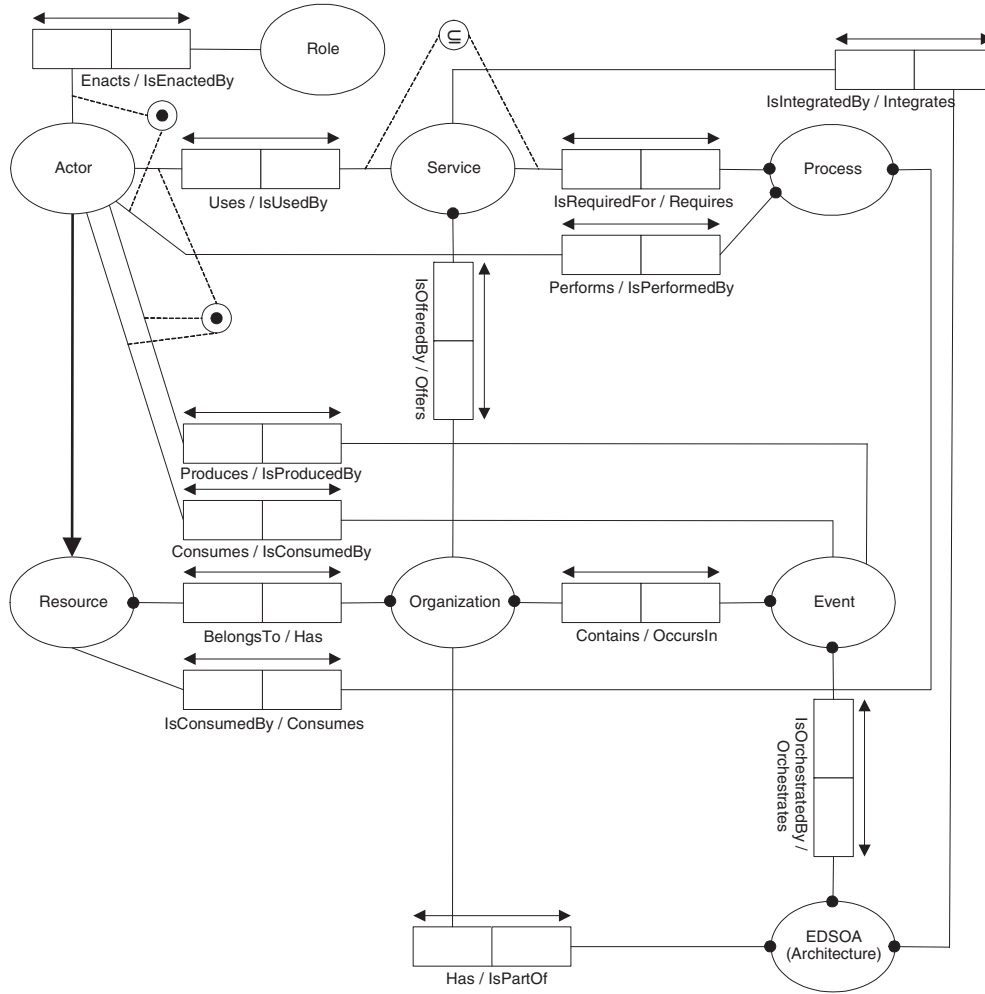 Role
Enacts / IsEnactedBy
⊆
IsIntegratedBy / Integrates
Actor
Service
Process
Uses / IsUsedBy
IsRequiredFor / Requires
Performs / IsPerformedBy
IsOfferedBy / Offers
Produces / IsProducedBy
Consumes / IsConsumedBy
Resource
Organization
Event
BelongsTo / Has
Contains / OccursIn
IsConsumedBy / Consumes
IsOrchestratedBy /
Orchestrates
EDSOA
(Architecture)
Has / IsPartOf